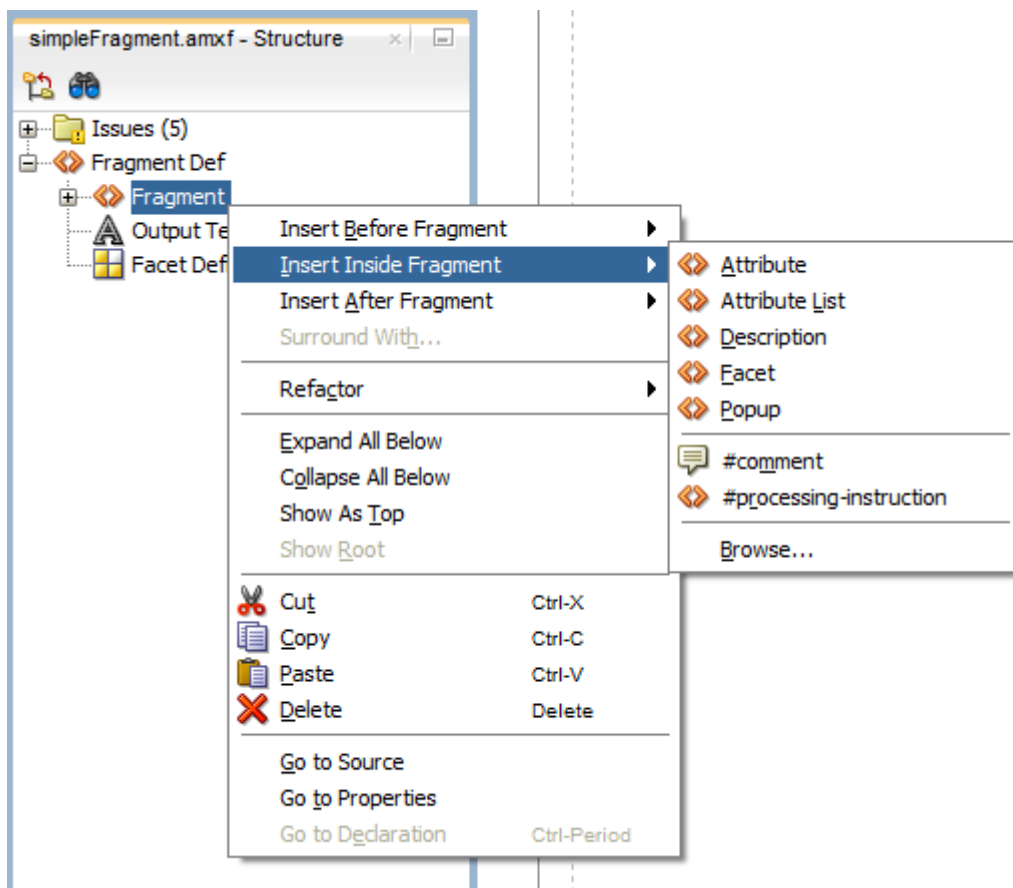 simpleFragment.amxf - Structure
Issues (5)
Fragment Def
Fragment
Output Te
Facet Def
Insert Before Fragment
Insert Inside Fragment
Insert After Fragment
Surround With...
Refactor
Expand All Below
Collapse All Below
Show As Top
Show Root
Cut Ctrl-X
Copy Ctrl-C
Paste Ctrl-V
Delete Delete
Go to Source
Go to Properties
Go to Declaration Ctrl-Period
Attribute
Attribute List
Description
Facet
Popup
#comment
#processing-instruction
Browse...